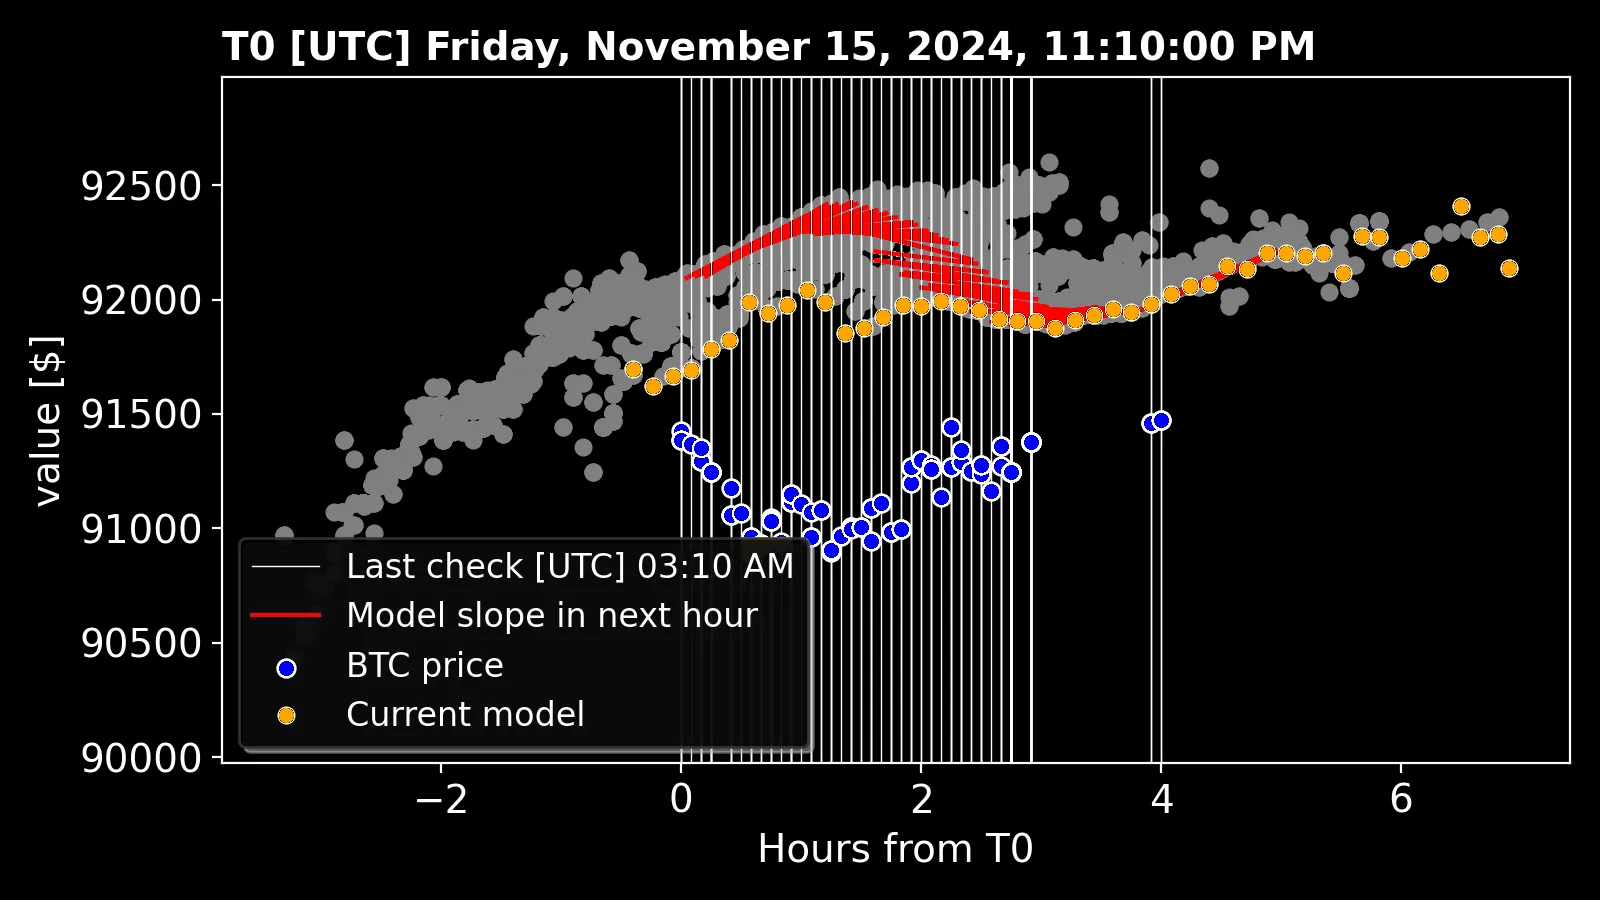 T0 [UTC] Friday, November 15, 2024, 11:10:00 PM
value [$]
92500
92000
91500
91000
90500
90000
Last check [UTC] 03:10 AM
Model slope in next hour
BTC price
Current model
−2 0 2 4 6
Hours from T0